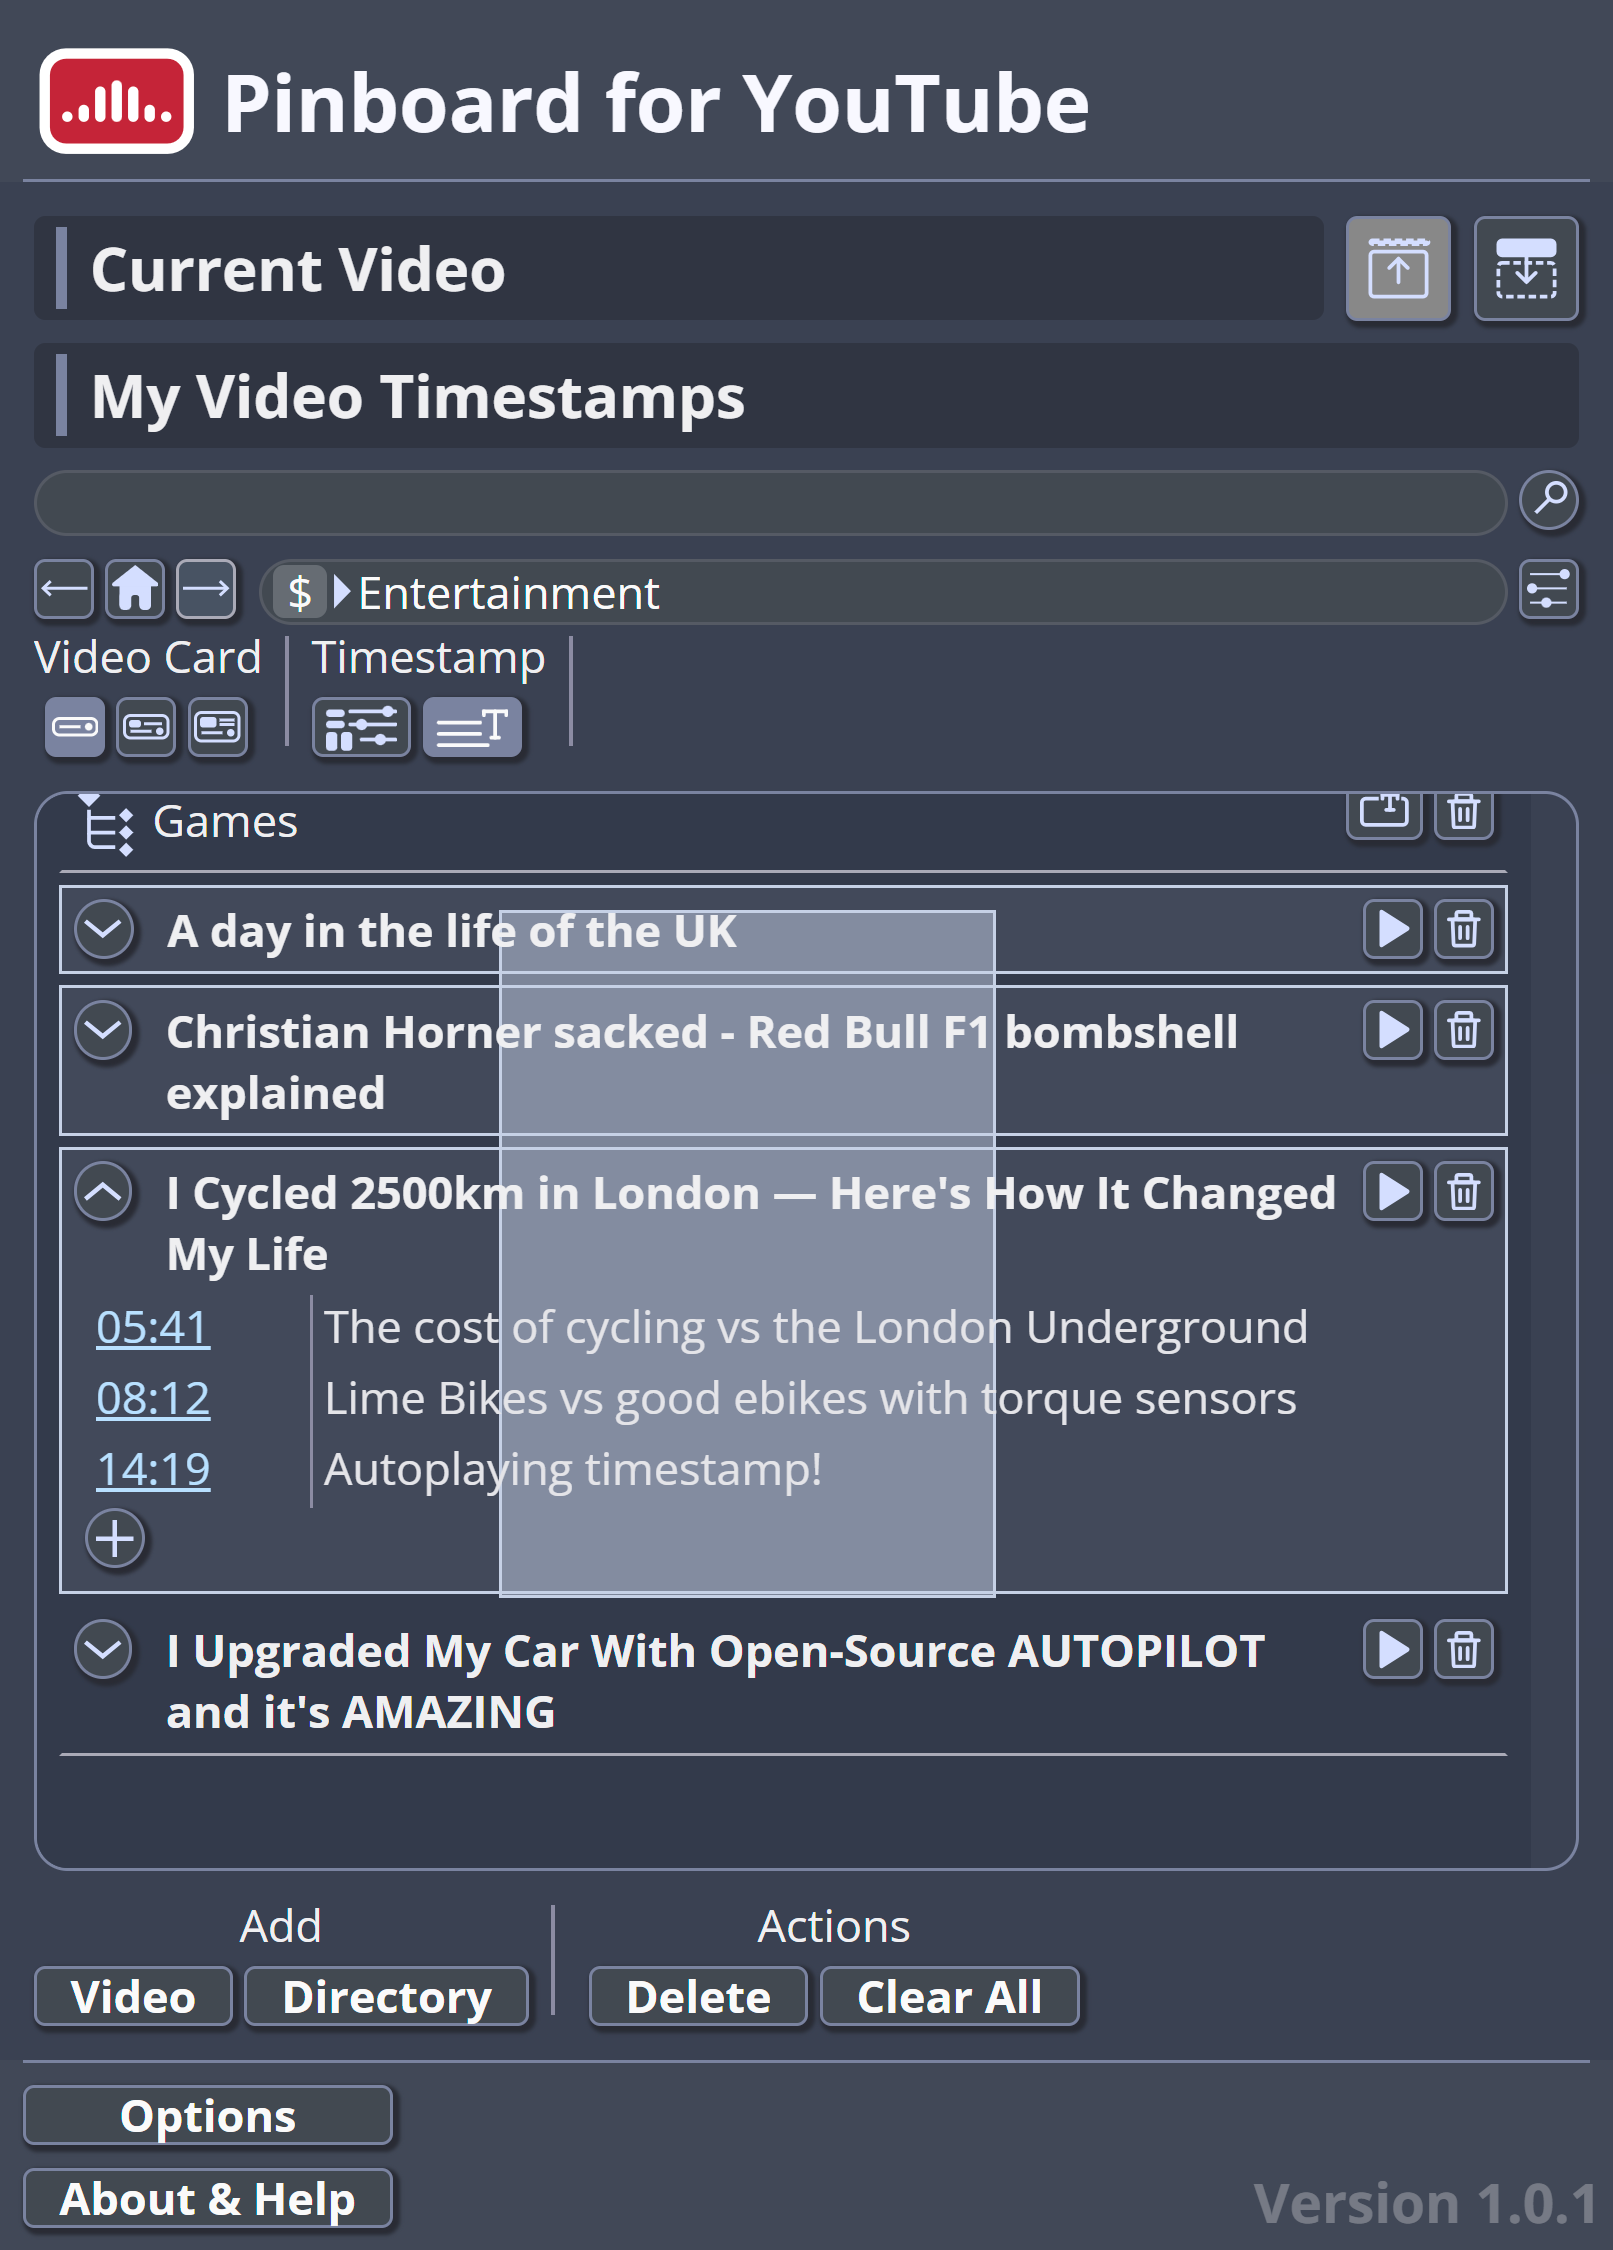 Pinboard for YouTube
Current Video
My Video Timestamps
$ Entertainment
Video Card
Timestamp
Games
A day in the life of the UK
Christian Horner sacked - Red Bull F1 bombshell
explained
I Cycled 2500km in London — Here's How It Changed
My Life
05:41 The cost of cycling vs the London Underground
08:12 Lime Bikes vs good ebikes with torque sensors
14:19 Autoplaying timestamp!
I Upgraded My Car With Open-Source AUTOPILOT
and it's AMAZING
Add
Actions
Video
Directory
Delete
Clear All
Options
About & Help
Version 1.0.1